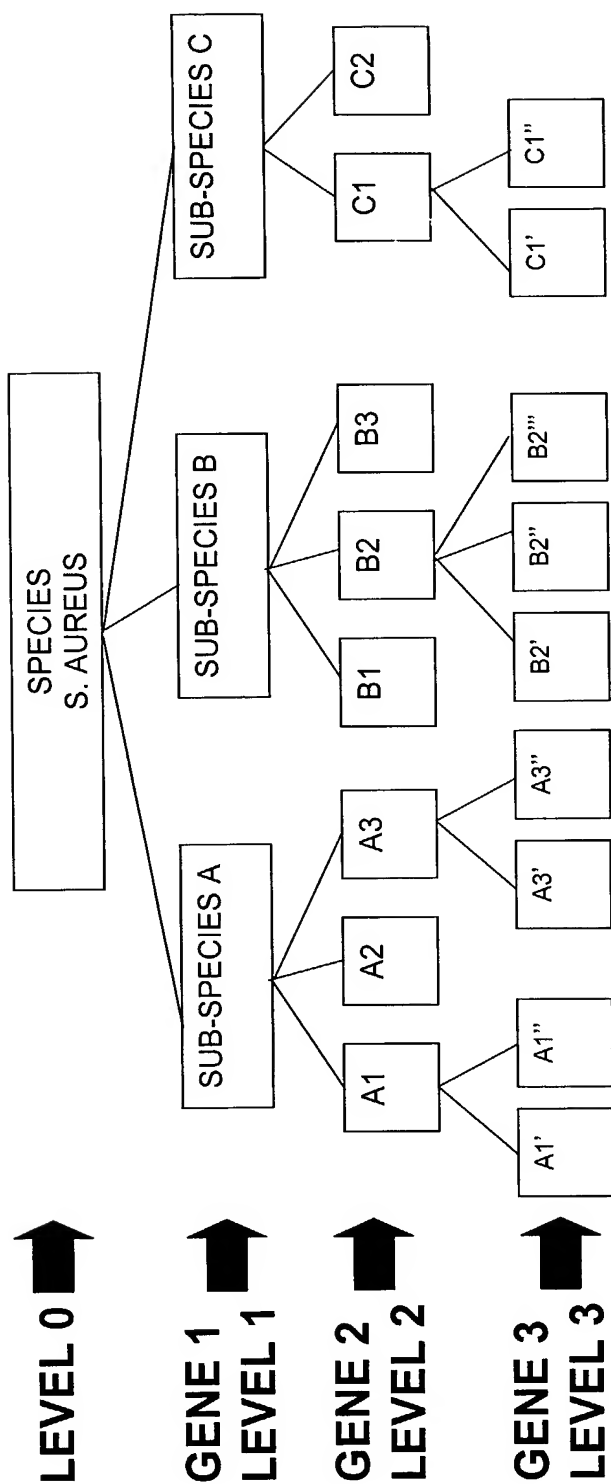 LEVEL 0
SPECIES
S. AUREUS
GENE 1
LEVEL 1
SUB-SPECIES A
SUB-SPECIES B
SUB-SPECIES C
GENE 2
LEVEL 2
A1
A2
A3
B1
B2
B3
C1
C2
GENE 3
LEVEL 3
A1'
A1"
A3'
A3"
B2'
B2"'
B2""
C1'
C1"